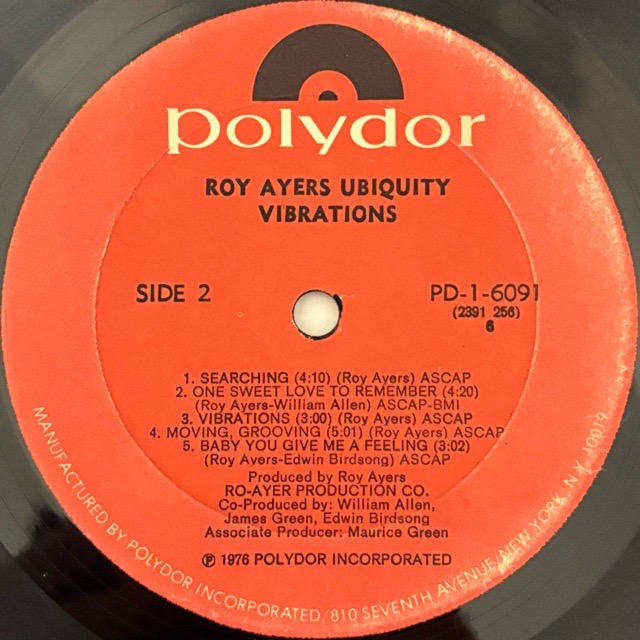 polydor
ROY AYERS UBIQUITY
VIBRATIONS
SIDE 2
PD-1-6091
(2391 256)
6
1. SEARCHING (4:10) (Roy Ayers) ASCAP
2. ONE SWEET LOVE TO REMEMBER (4:20)
(Roy Ayers-William Allen) ASCAP-BMI
3. VIBRATIONS (3:00) (Roy Ayers) ASCAP
4. MOVING, GROOVING (5:01) (Roy Ayers) ASCAP
5. BABY YOU GIVE ME A FEELING (3:02)
(Roy Ayers-Edwin Birdsong) ASCAP
Produced by Roy Ayers
RO-AYER PRODUCTION CO.
Co-Produced by: William Allen,
James Green, Edwin Birdsong
Associate Producer: Maurice Green
℗ 1976 POLYDOR INCORPORATED
MANUFACTURED BY POLYDOR INCORPORATED/810 SEVENTH AVENUE, NEW YORK, N.Y. 10019